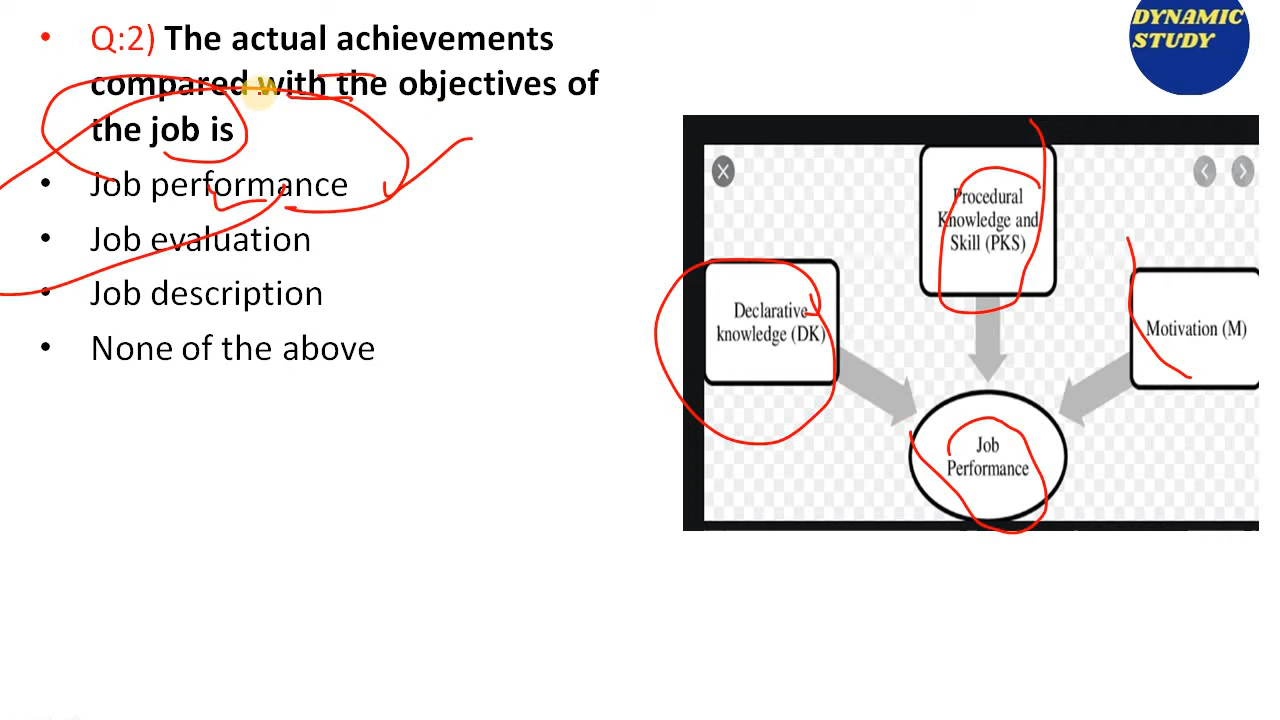 Q:2) The actual achievements
compared with the objectives of
the job is
Job performance
Job evaluation
Job description
None of the above
DYNAMIC
STUDY
Procedural
Knowledge and
Skill (PKS)
Declarative
knowledge (DK)
Motivation (M)
Job
Performance